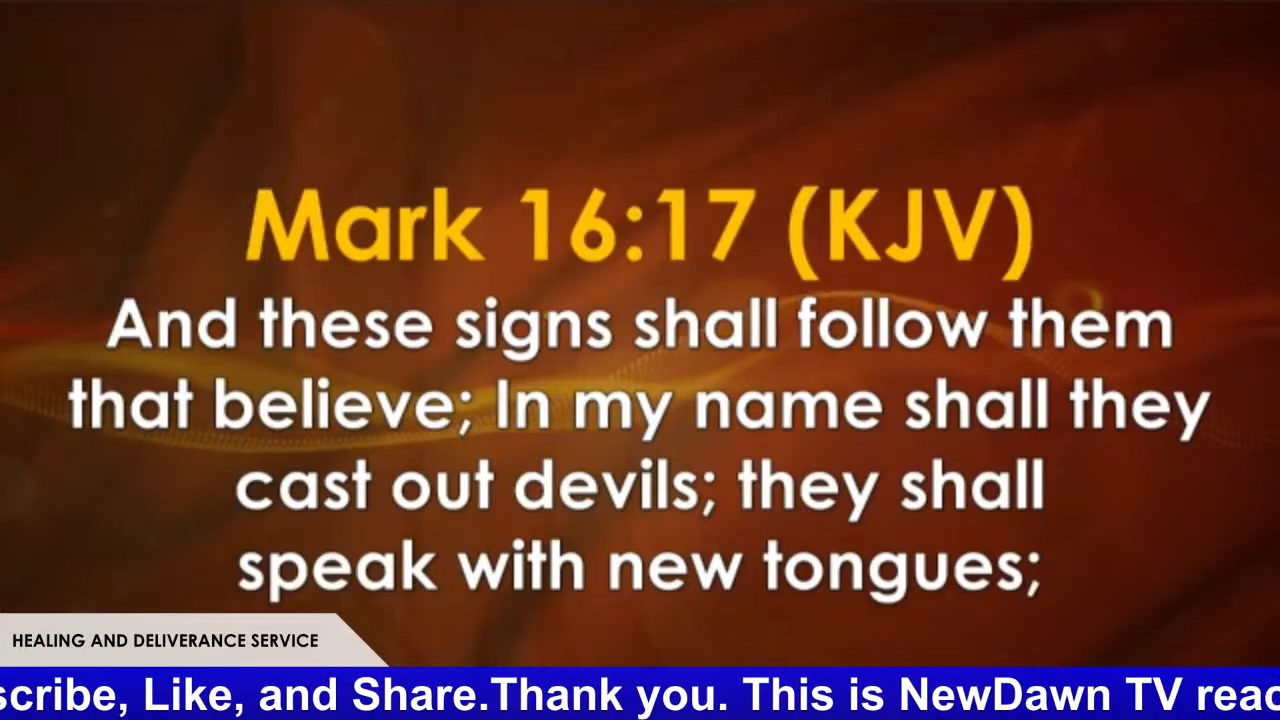 Mark 16:17 (KJV)
And these signs shall follow them
that believe; In my name shall they
cast out devils; they shall
speak with new tongues;
HEALING AND DELIVERANCE SERVICE
Like, and Share.Thank you. This is NewDawn TV